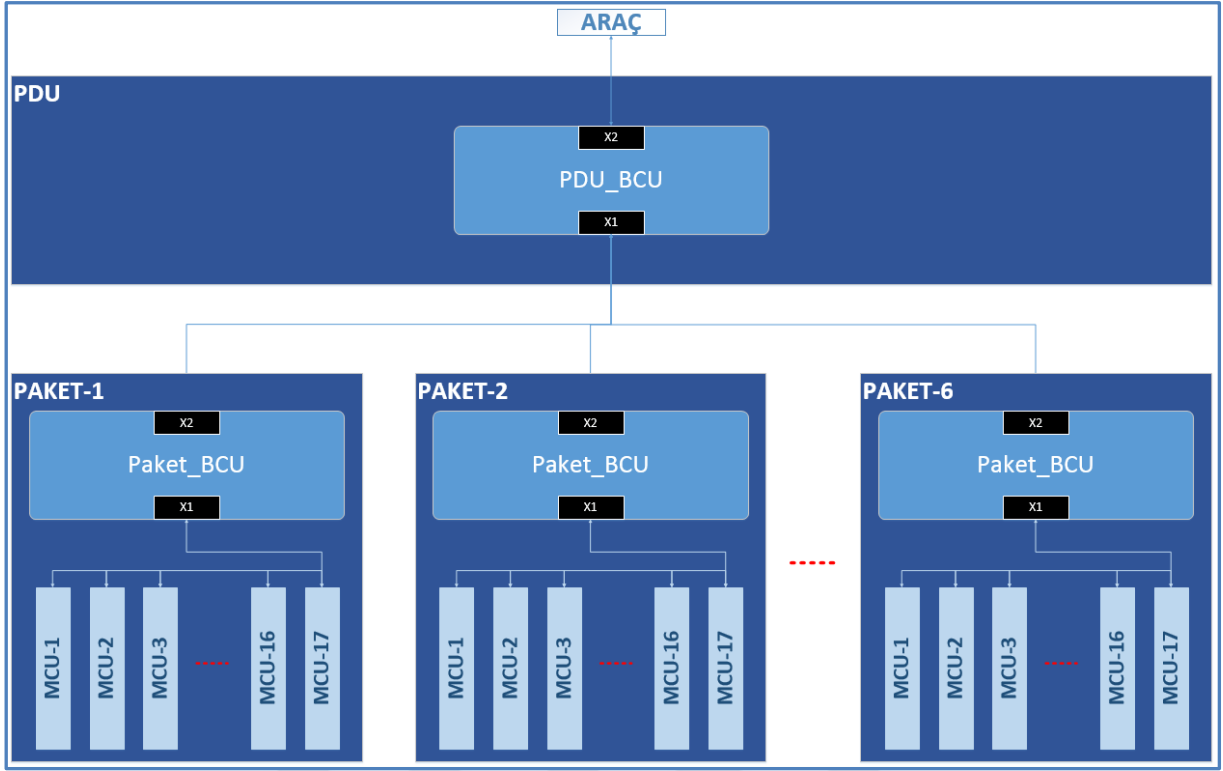 ARAÇ
PDU
X2
PDU_BCU
X1
PAKET-1
X2
Paket_BCU
X1
MCU-1
MCU-2
MCU-3
.....
MCU-16
MCU-17
PAKET-2
X2
Paket_BCU
X1
MCU-1
MCU-2
MCU-3
.....
MCU-16
MCU-17
.....
PAKET-6
X2
Paket_BCU
X1
MCU-1
MCU-2
MCU-3
.....
MCU-16
MCU-17